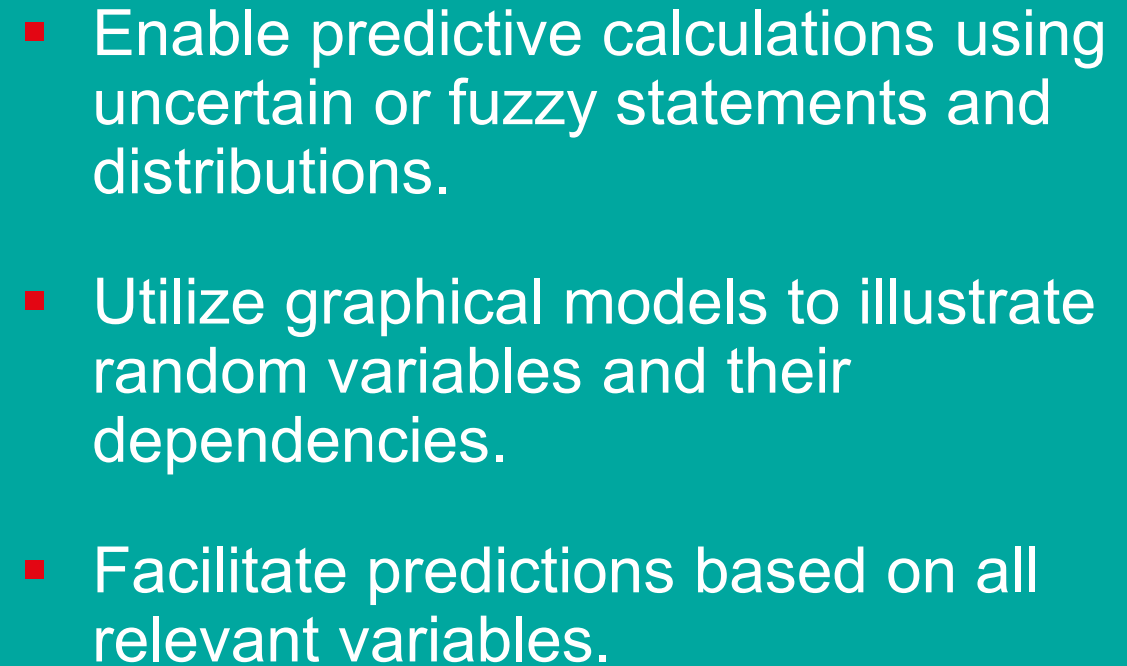 Enable predictive calculations using
uncertain or fuzzy statements and
distributions.
Utilize graphical models to illustrate
random variables and their
dependencies.
Facilitate predictions based on all
relevant variables.